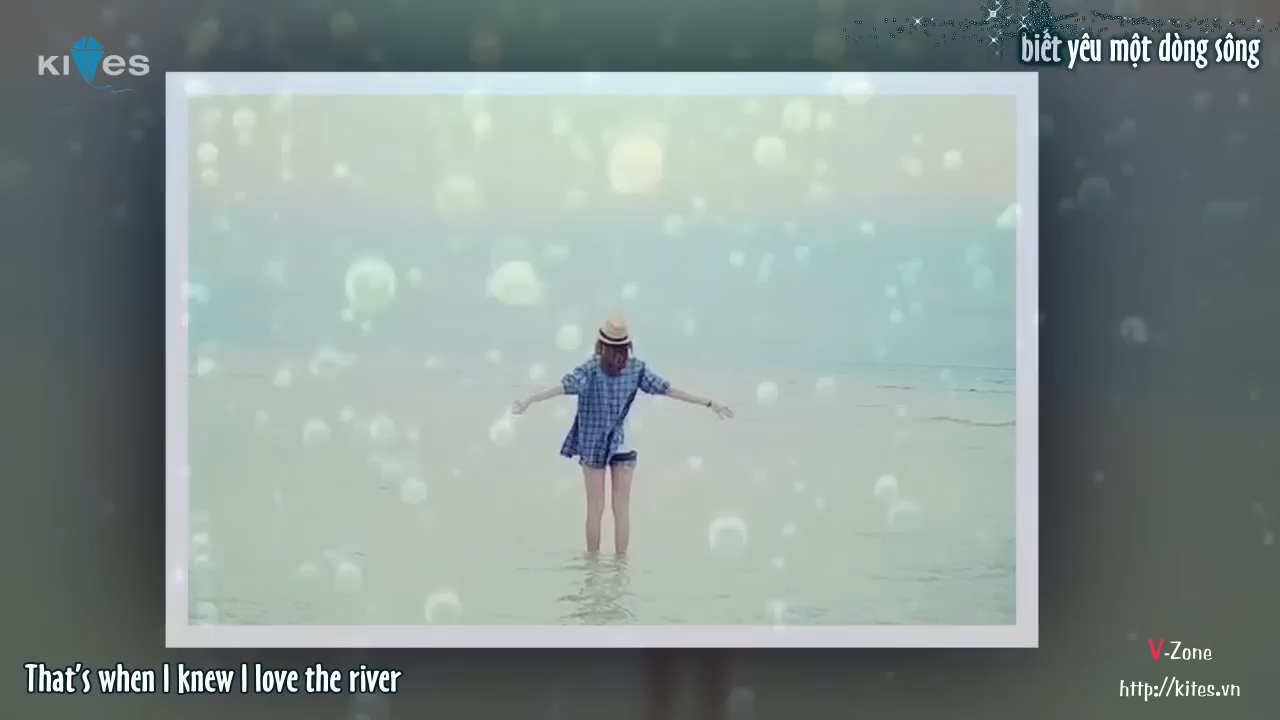 KITES
biết yêu một dòng sông
That's when I knew I love the river
V-Zone
http://kites.vn